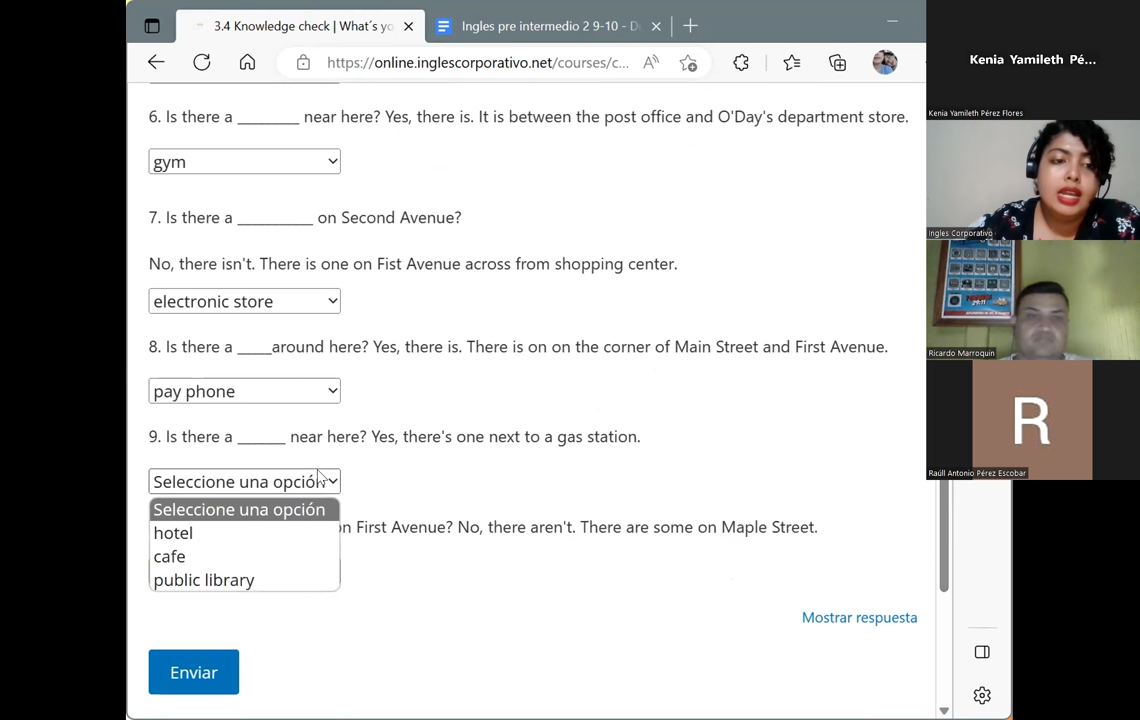 3.4 Knowledge check | What´s yo
Ingles pre intermedio 2 9-10 - D
https://online.inglescorporativo.net/courses/c...
6. Is there a ________ near here? Yes, there is. It is between the post office and O'Day's department store.
gym
7. Is there a __________ on Second Avenue?
No, there isn't. There is one on Fist Avenue across from shopping center.
electronic store
8. Is there a ____around here? Yes, there is. There is on on the corner of Main Street and First Avenue.
pay phone
9. Is there a ______ near here? Yes, there's one next to a gas station.
Seleccione una opción
Seleccione una opción
hotel
cafe
public library
on First Avenue? No, there aren't. There are some on Maple Street.
Mostrar respuesta
Enviar
Kenia Yamileth Pé...
Kenia Yamileth Pérez Flores
Ingles Corporativo
Ricardo Marroquin
R
Raúll Antonio Pérez Escobar